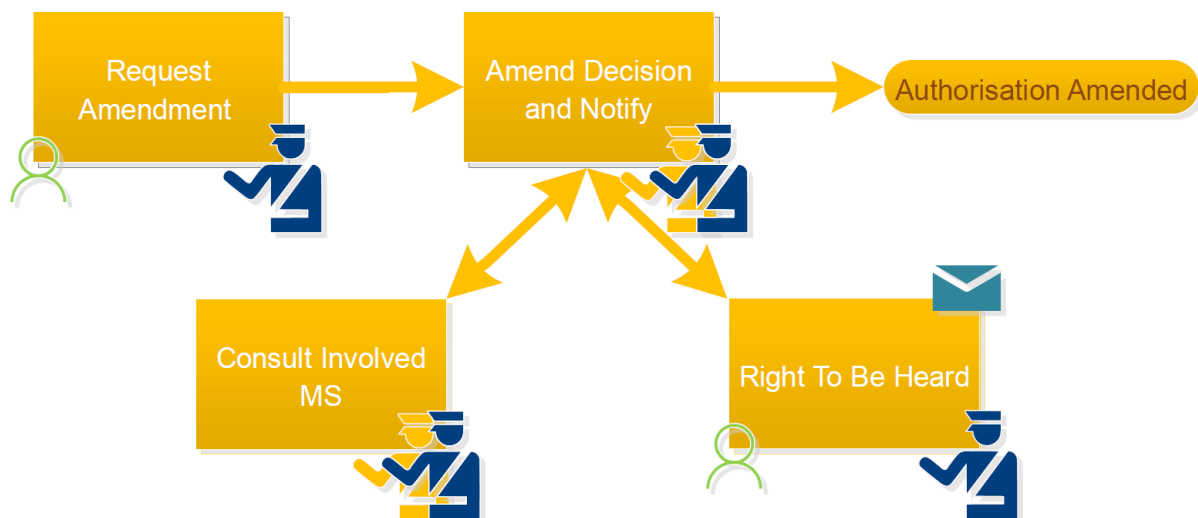 Request
Amendment
Amend Decision
and Notify
Authorisation Amended
Consult Involved
MS
Right To Be Heard